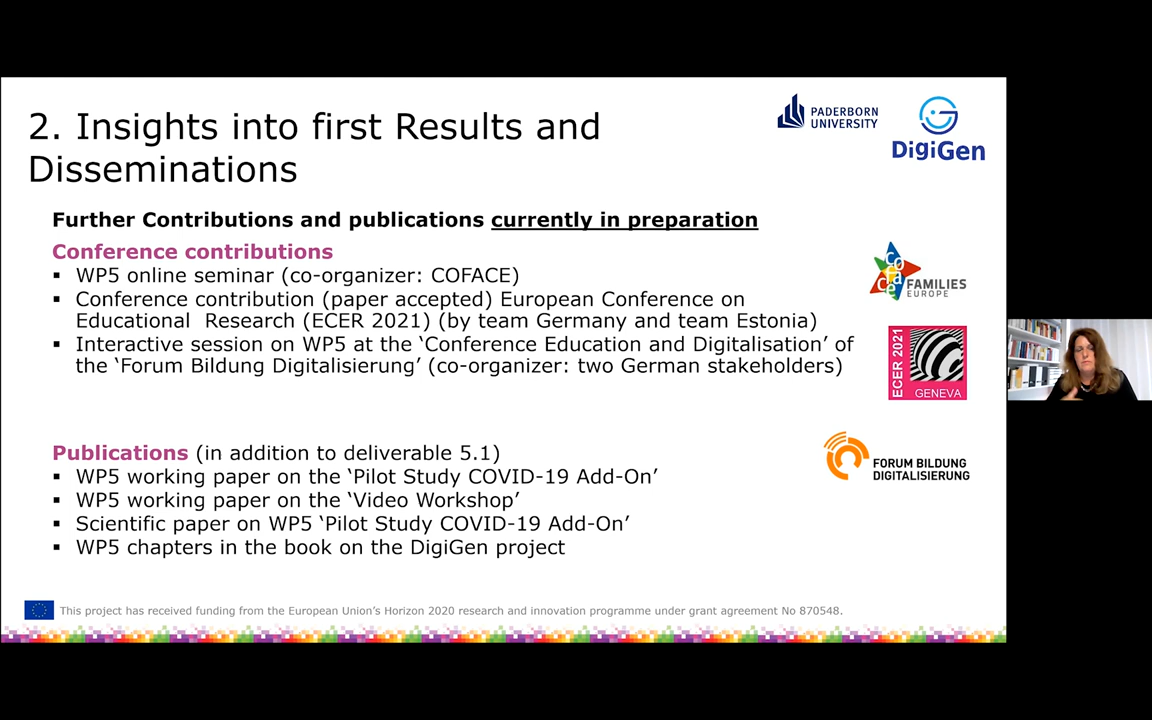 2. Insights into first Results and
Disseminations
PADERBORN
UNIVERSITY
DigiGen
Further Contributions and publications currently in preparation
Conference contributions
▪ WP5 online seminar (co-organizer: COFACE)
▪ Conference contribution (paper accepted) European Conference on
Educational Research (ECER 2021) (by team Germany and team Estonia)
▪ Interactive session on WP5 at the ‘Conference Education and Digitalisation’ of
the ‘Forum Bildung Digitalisierung’ (co-organizer: two German stakeholders)
COFACE
FAMILIES
EUROPE
ECER 2021
GENEVA
Publications (in addition to deliverable 5.1)
▪ WP5 working paper on the ‘Pilot Study COVID-19 Add-On’
▪ WP5 working paper on the ‘Video Workshop’
▪ Scientific paper on WP5 ‘Pilot Study COVID-19 Add-On’
▪ WP5 chapters in the book on the DigiGen project
FORUM BILDUNG
DIGITALISIERUNG
This project has received funding from the European Union’s Horizon 2020 research and innovation programme under grant agreement No 870548.